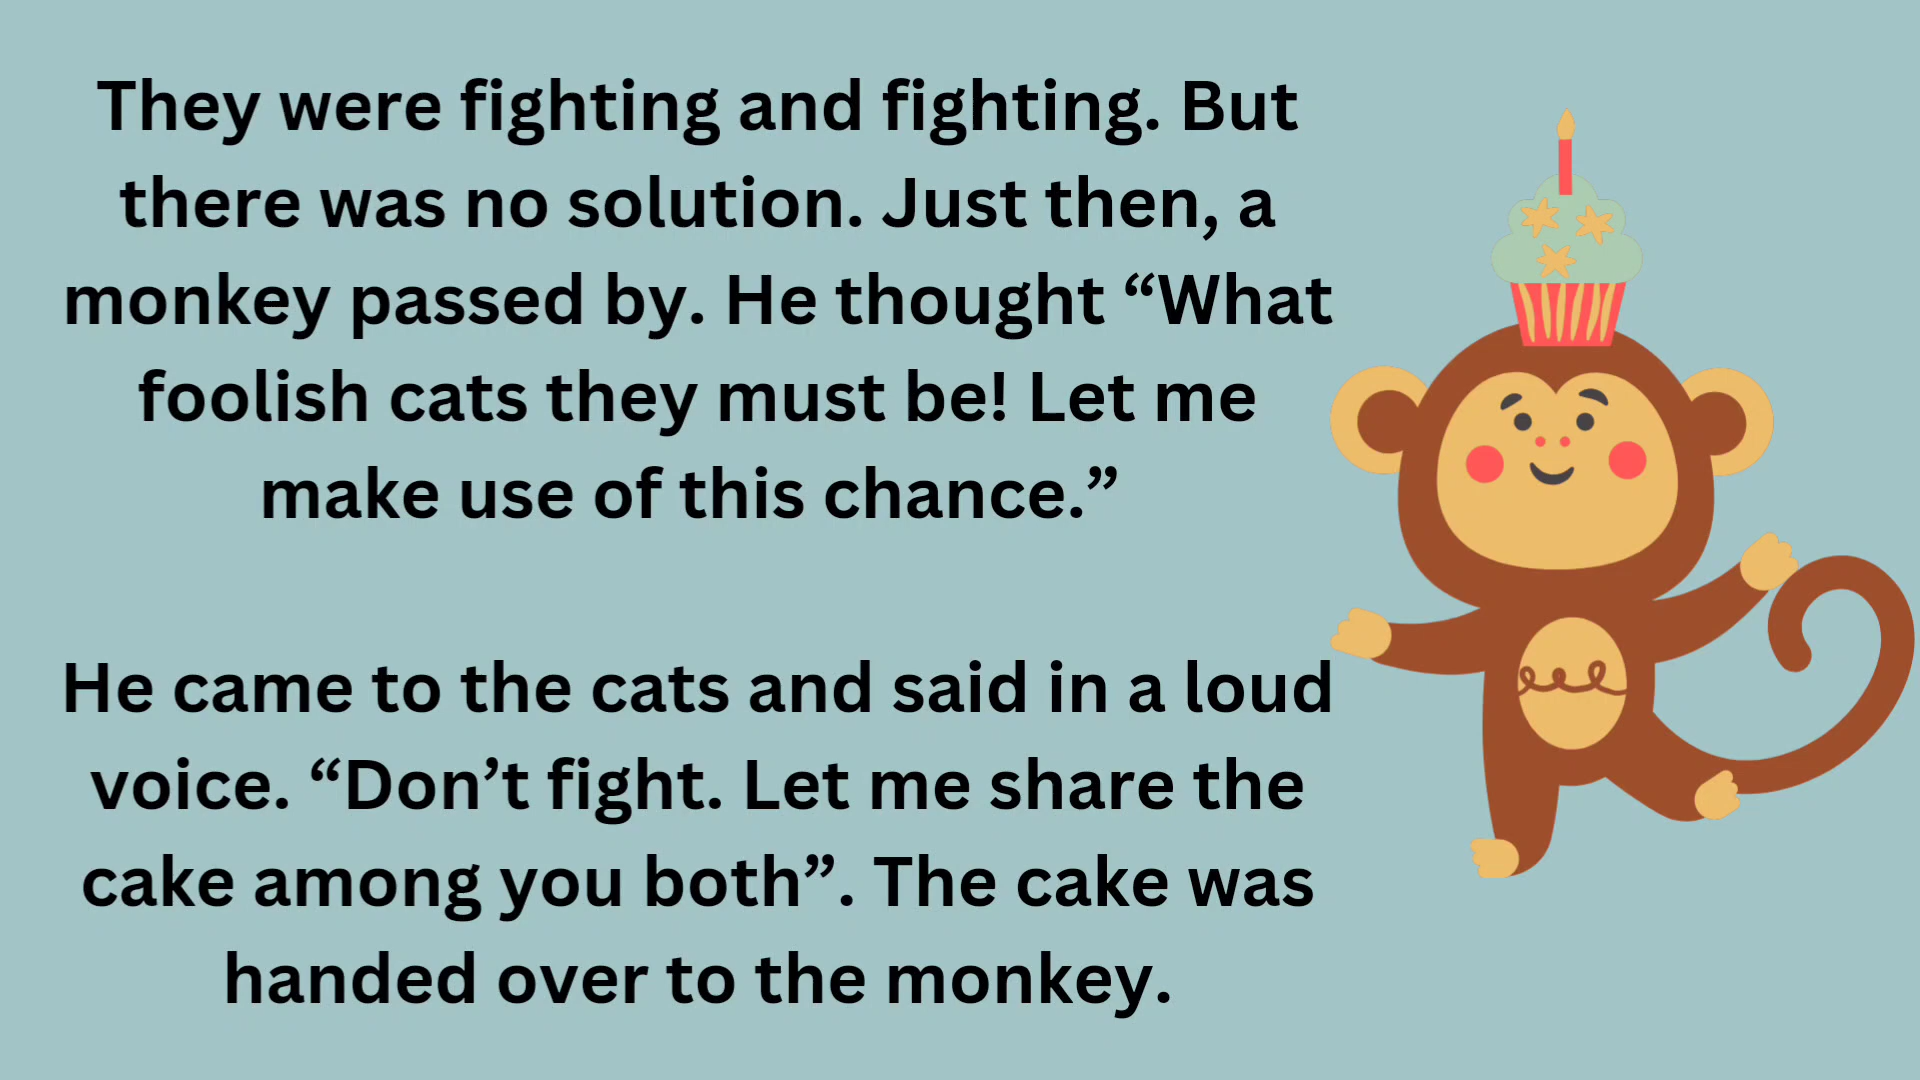 They were fighting and fighting. But
there was no solution. Just then, a
monkey passed by. He thought “What
foolish cats they must be! Let me
make use of this chance.”
He came to the cats and said in a loud
voice. “Don’t fight. Let me share the
cake among you both”. The cake was
handed over to the monkey.